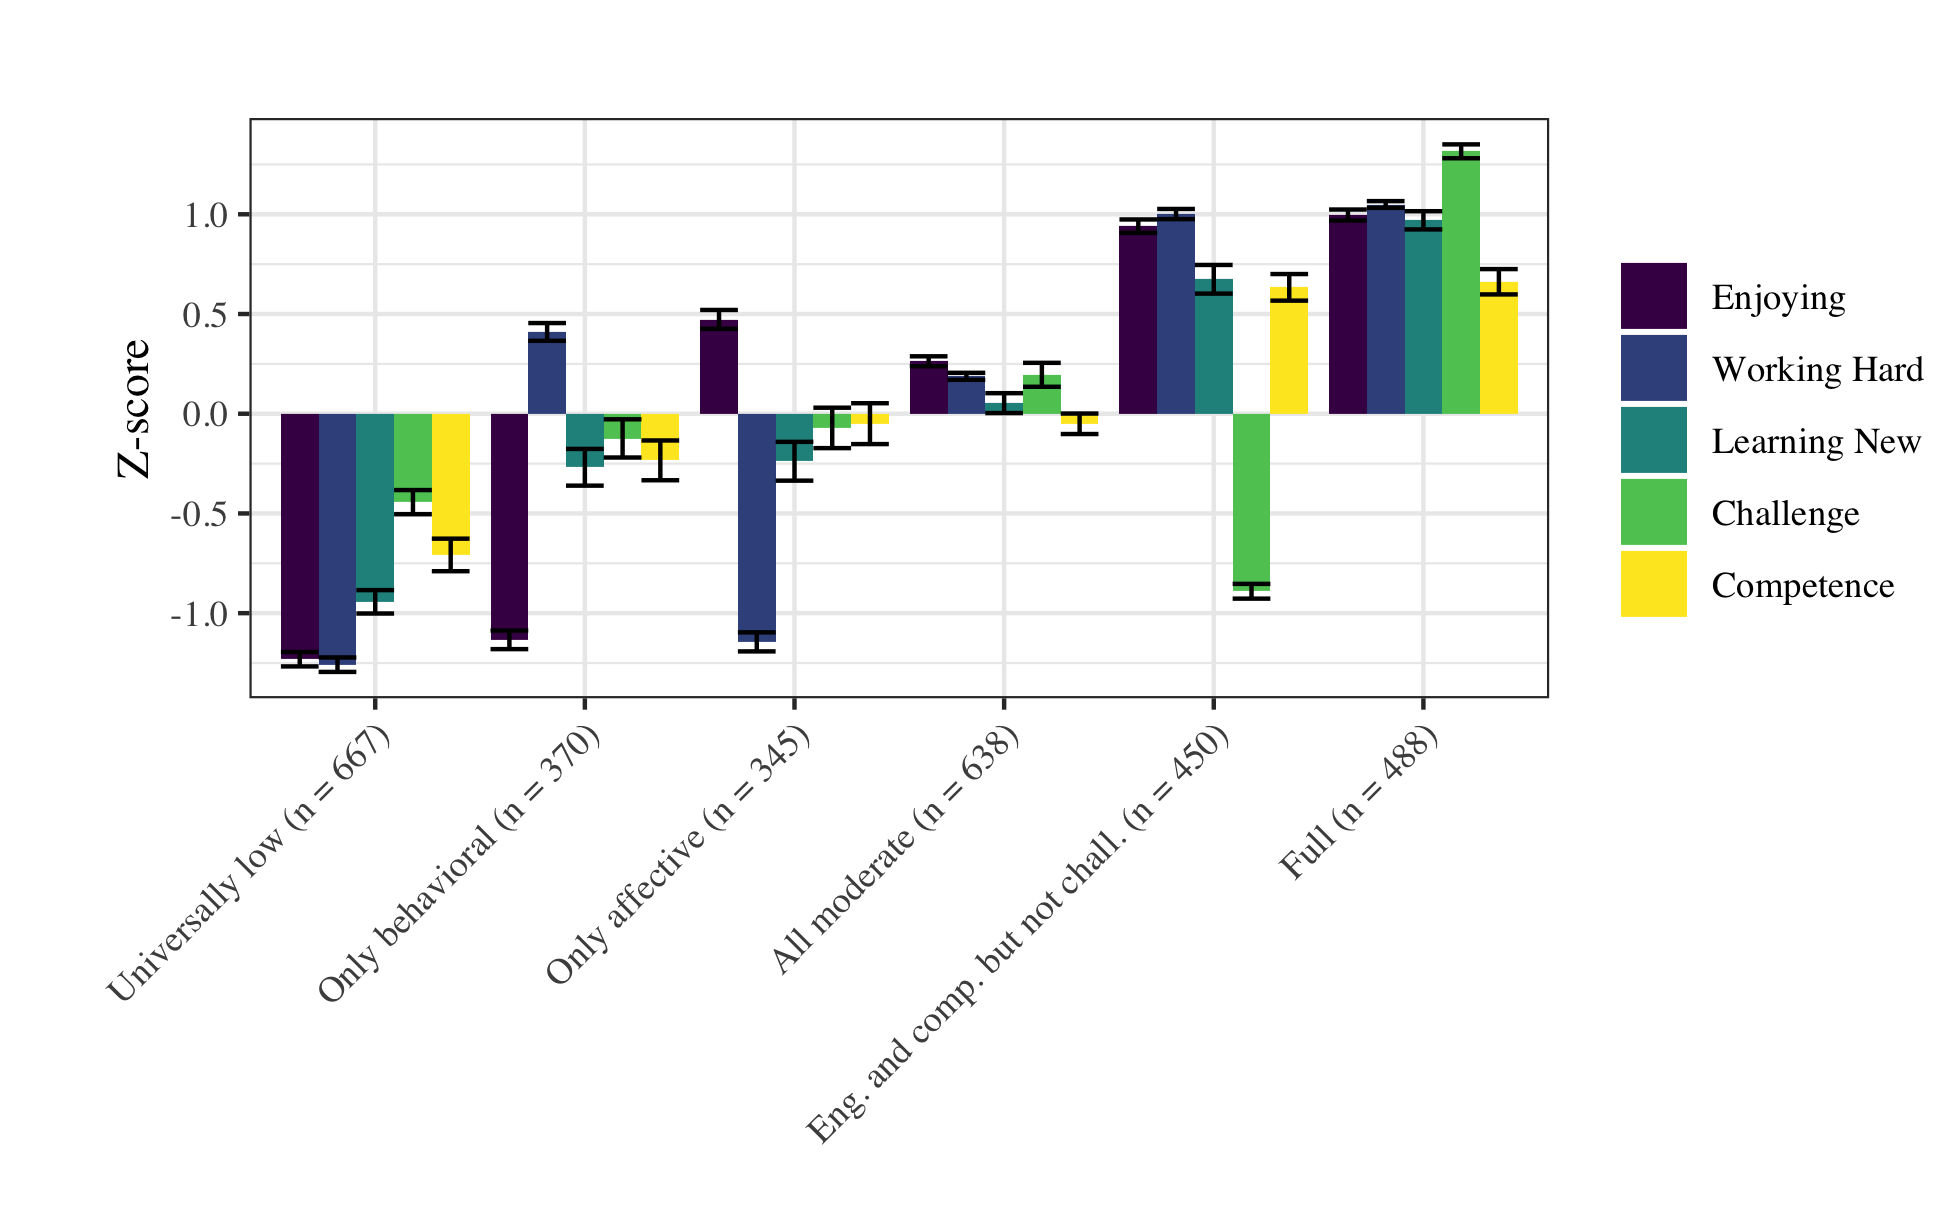 Z-score
1.0
0.5
0.0
-0.5
-1.0
Universally low (n = 667)
Only behavioral (n = 370)
Only affective (n = 345)
All moderate (n = 638)
Eng. and comp. but not chall. (n = 450)
Full (n = 488)
Enjoying
Working Hard
Learning New
Challenge
Competence